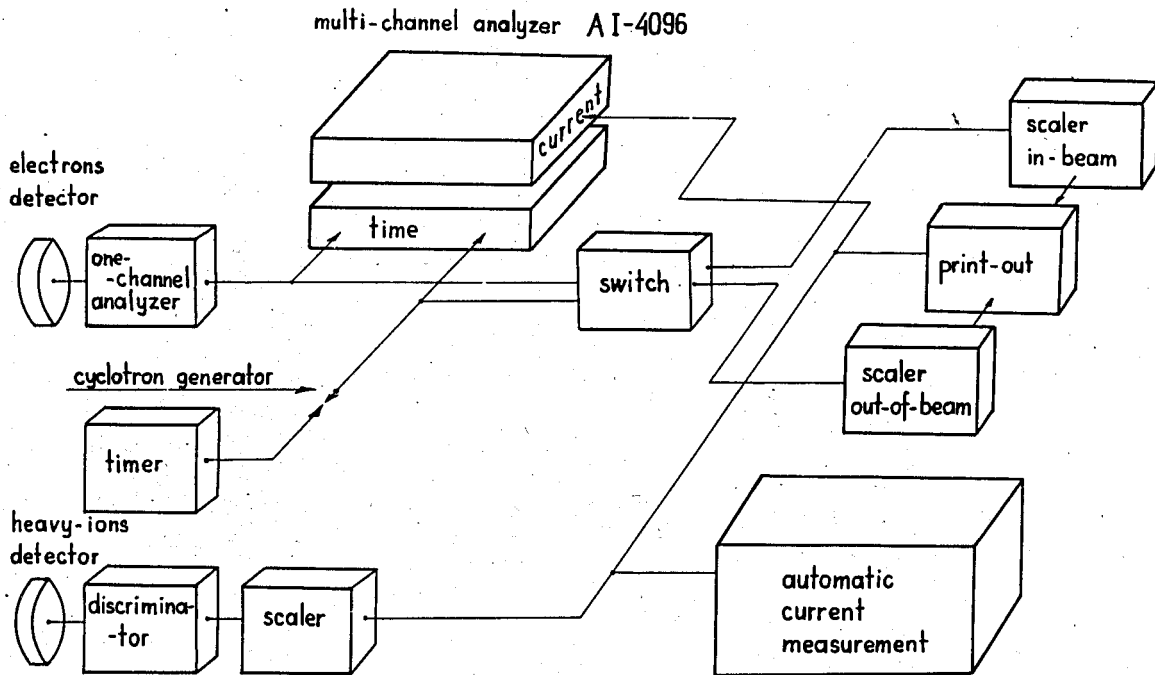 multi-channel analyzer AI-4096
current
time
electrons
detector
one-
-channel
analyzer
switch
scaler
in-beam
print-out
scaler
out-of-beam
cyclotron generator
timer
heavy-ions
detector
discrimina-
-tor
scaler
automatic
current
measurement